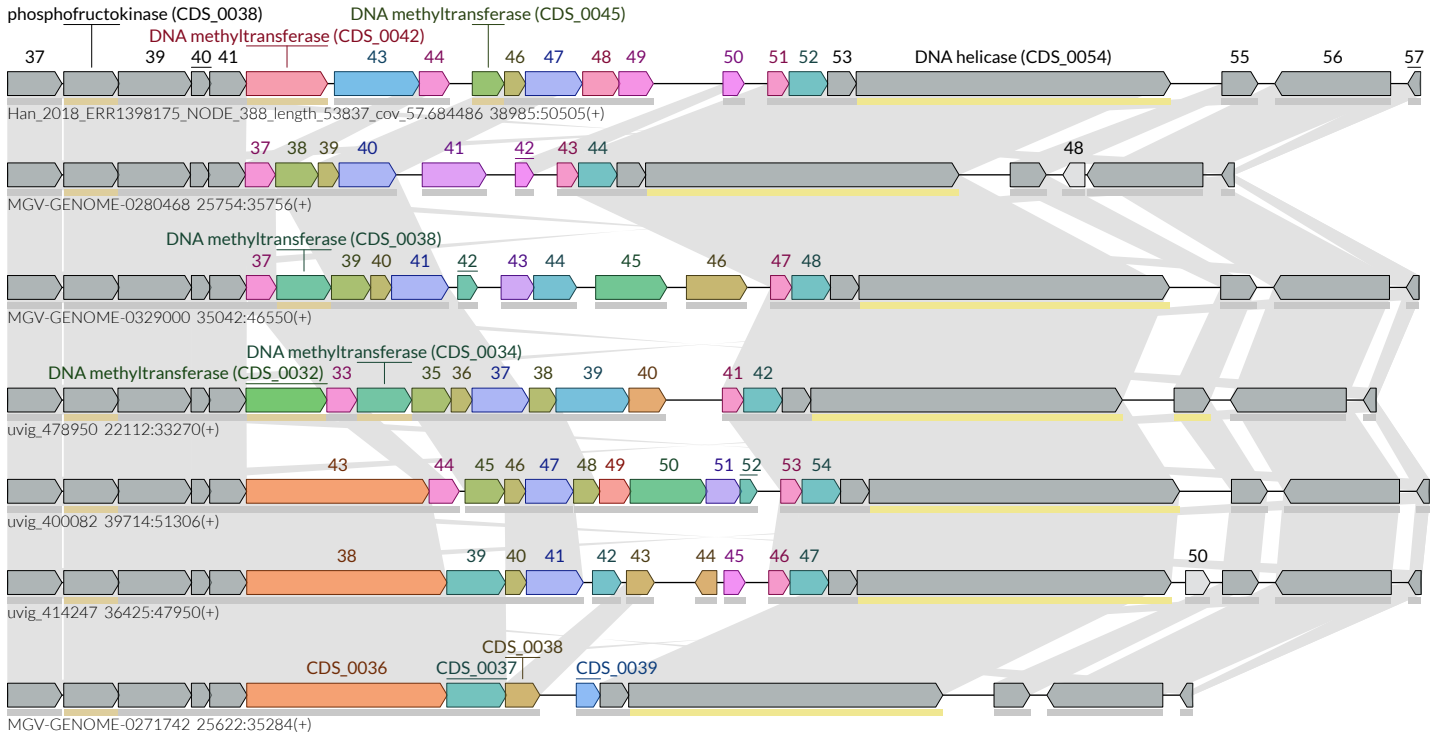 phosphofructokinase (CDS_0038) DNA methyltransferase (CDS_0045)
DNA methyltransferase (CDS_0042)
37 39 40 41 43 44 46 47 48 49 50 51 52 53 DNA helicase (CDS_0054) 55 56 57
Han_2018_ERR1398175_NODE_388_length_53837_cov_57.684486 38985:50505(+)
37 38 39 40 41 42 43 44 48
MGV-GENOME-0280468 25754:35756(+)
DNA methyltransferase (CDS_0038)
37 39 40 41 42 43 44 45 46 47 48
MGV-GENOME-0329000 35042:46550(+)
DNA methyltransferase (CDS_0034)
DNA methyltransferase (CDS_0032) 33 35 36 37 38 39 40 41 42
uvig_478950 22112:33270(+)
43 44 45 46 47 48 49 50 51 52 53 54
uvig_400082 39714:51306(+)
38 39 40 41 42 43 44 45 46 47 50
uvig_414247 36425:47950(+)
CDS_0038
CDS_0036 CDS_0037 CDS_0039
MGV-GENOME-0271742 25622:35284(+)